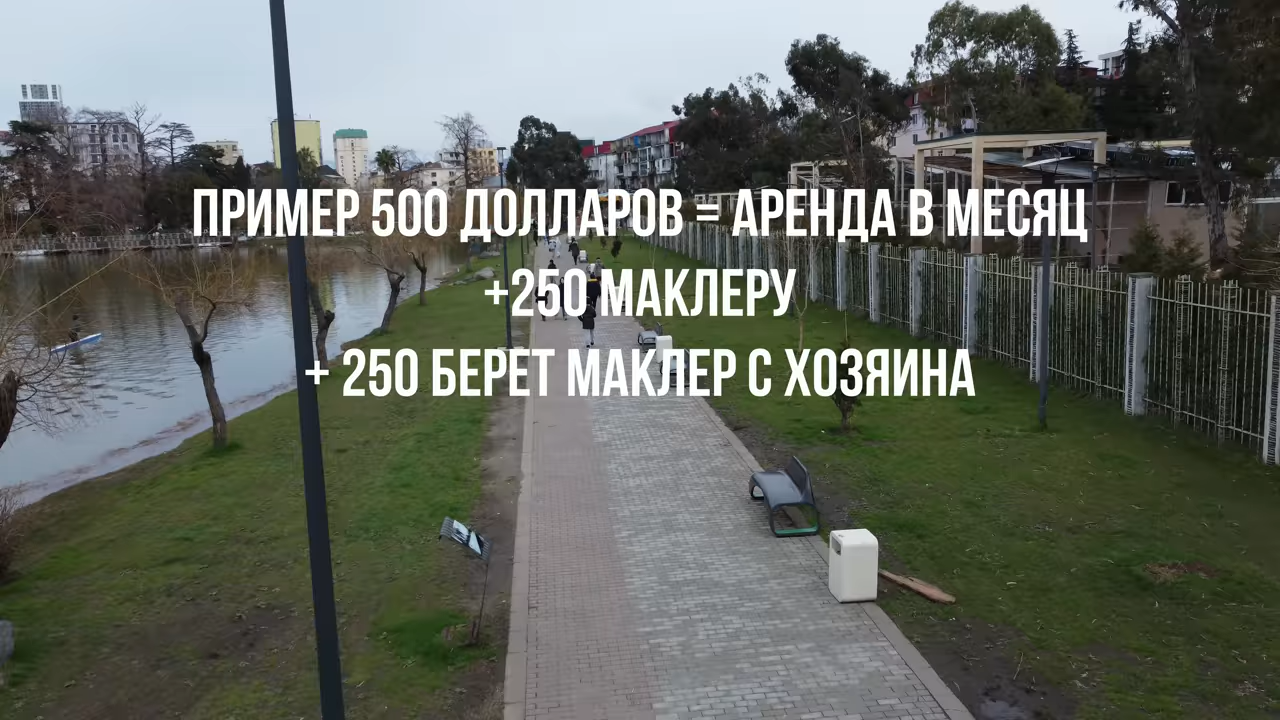 ПРИМЕР 500 ДОЛЛАРОВ = АРЕНДА В МЕСЯЦ
+250 МАКЛЕРУ
+ 250 БЕРЕТ МАКЛЕР С ХОЗЯИНА